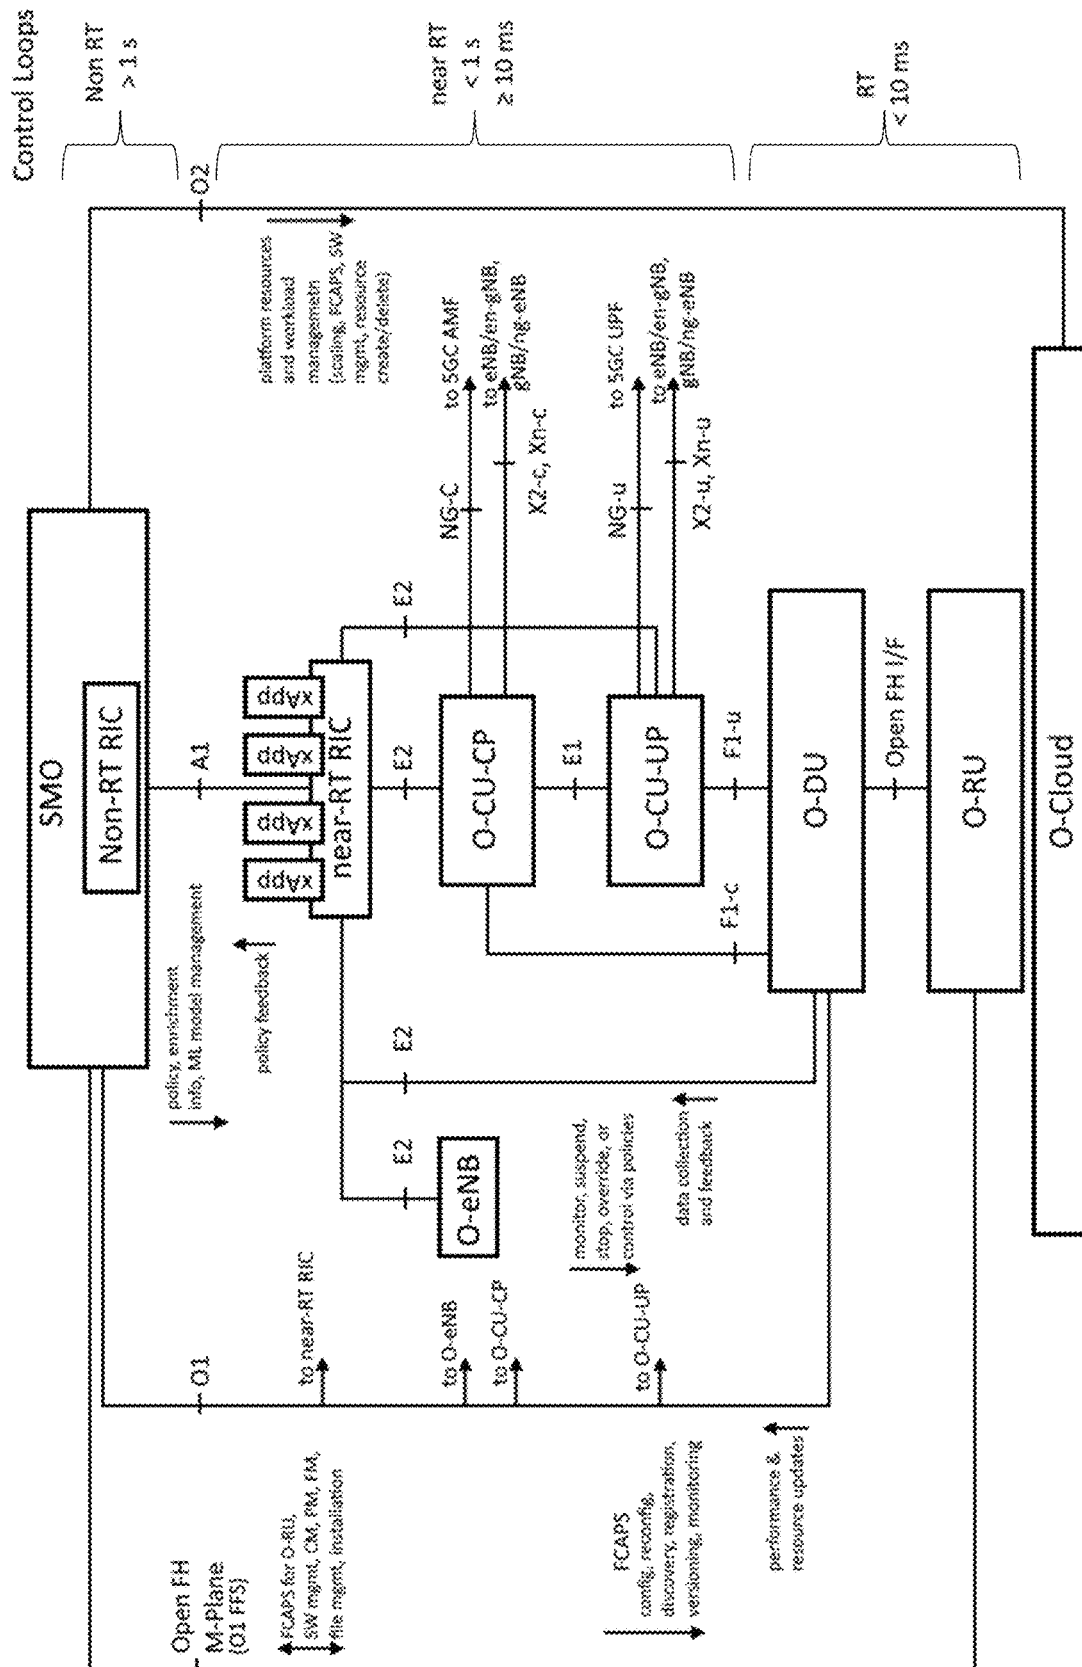 Control Loops
Non RT
> 1 s
near RT
< 1 s
≥ 10 ms
RT
< 10 ms
O2
platform resources
and workload
managemetn
(scaling, FCAPS, SW
mgmt, resource
create/delete)
to 5GC AMF
to eNB/en-gNB,
gNB/ng-eNB
NG-C
X2-c, Xn-c
to 5GC UPF
to eNB/en-gNB,
gNB/ng-eNB
NG-u
X2-u, Xn-u
SMO
Non-RT RIC
A1
xApp
xApp
xApp
xApp
near-RT RIC
E2
E2
O-CU-CP
E1
O-CU-UP
F1-u
F1-c
O-DU
Open FH I/F
O-RU
O-Cloud
policy, enrichment
info, ML model management
policy feedback
E2
E2
O-eNB
monitor, suspend,
stop, override, or
control via policies
data collection
and feedback
O1
to near-RT RIC
to O-eNB
to O-CU-CP
to O-CU-UP
Open FH
M-Plane
(O1 FFS)
FCAPS for O-RU,
SW mgmt, CM, PM, FM,
file mgmt, installation
FCAPS
config, reconfig,
discovery, registration,
versioning, monitoring
performance &
resource updates